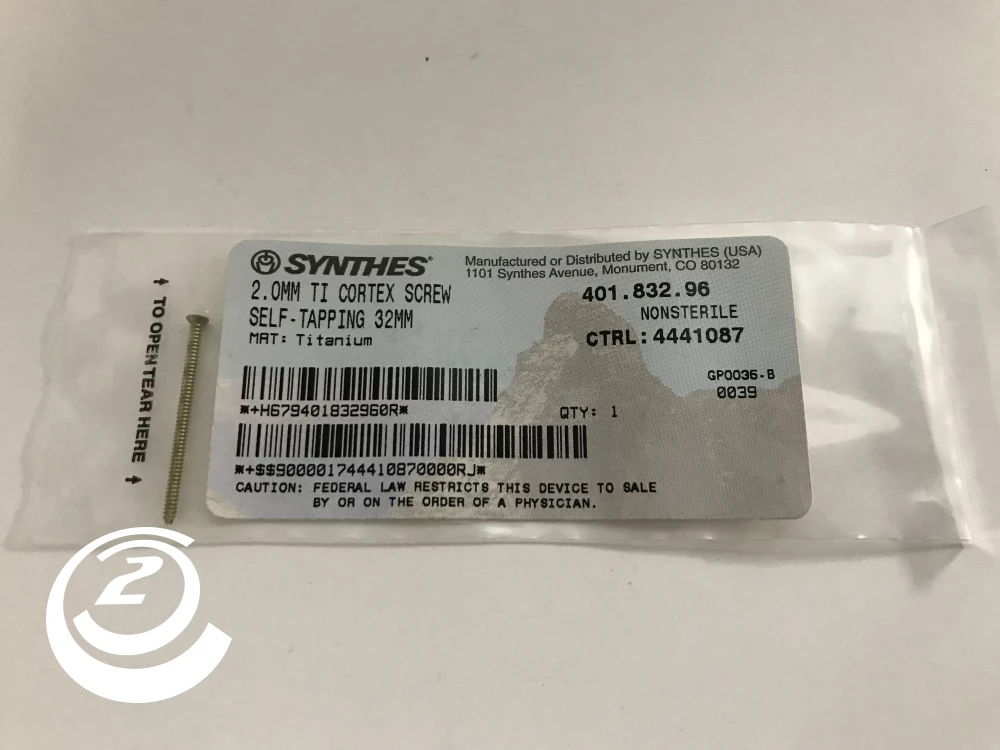 SYNTHES®
Manufactured or Distributed by SYNTHES (USA)
1101 Synthes Avenue, Monument, CO 80132
2.0MM TI CORTEX SCREW
SELF-TAPPING 32MM
MAT: Titanium
401.832.96
NONSTERILE
CTRL: 4441087
GP0036-B
0039
*+H679401832960R*
QTY: 1
*+$$900001744410870000RJ*
CAUTION: FEDERAL LAW RESTRICTS THIS DEVICE TO SALE
BY OR ON THE ORDER OF A PHYSICIAN.
↑ TO OPEN TEAR HERE ↑
2